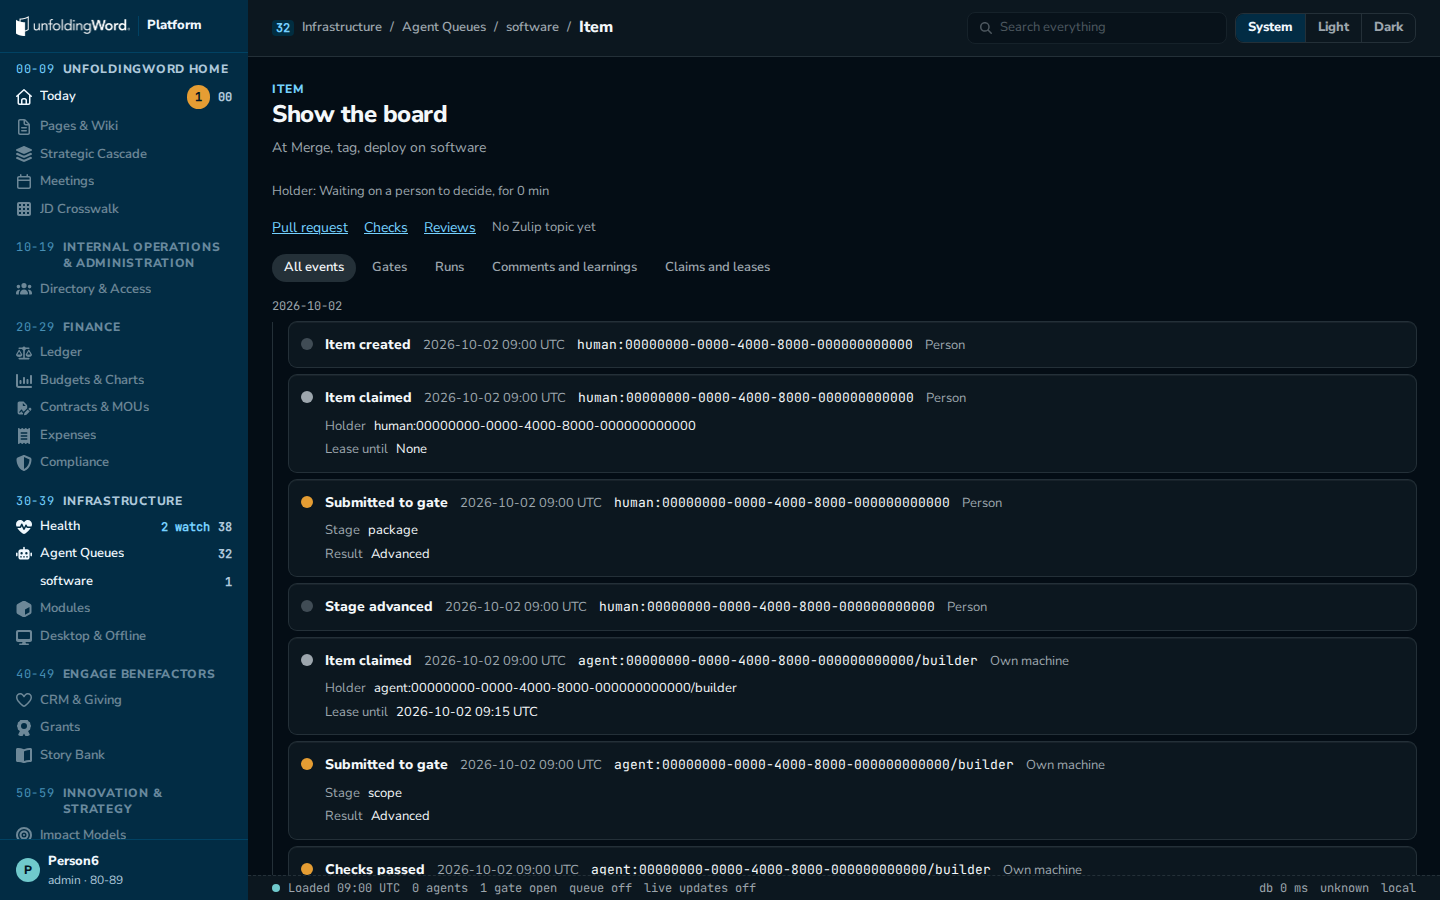 unfoldingWord. Platform
00-09 UNFOLDINGWORD HOME
Today 1 00
Pages & Wiki
Strategic Cascade
Meetings
JD Crosswalk
10-19 INTERNAL OPERATIONS
& ADMINISTRATION
Directory & Access
20-29 FINANCE
Ledger
Budgets & Charts
Contracts & MOUs
Expenses
Compliance
30-39 INFRASTRUCTURE
Health 2 watch 38
Agent Queues 32
software 1
Modules
Desktop & Offline
40-49 ENGAGE BENEFACTORS
CRM & Giving
Grants
Story Bank
50-59 INNOVATION &
STRATEGY
Impact Models
P Person6
admin · 80-89
32 Infrastructure / Agent Queues / software / Item
Search everything
System Light Dark
ITEM
Show the board
At Merge, tag, deploy on software
Holder: Waiting on a person to decide, for 0 min
Pull request Checks Reviews No Zulip topic yet
All events Gates Runs Comments and learnings Claims and leases
2026-10-02
Item created 2026-10-02 09:00 UTC human:00000000-0000-4000-8000-000000000000 Person
Item claimed 2026-10-02 09:00 UTC human:00000000-0000-4000-8000-000000000000 Person
Holder human:00000000-0000-4000-8000-000000000000
Lease until None
Submitted to gate 2026-10-02 09:00 UTC human:00000000-0000-4000-8000-000000000000 Person
Stage package
Result Advanced
Stage advanced 2026-10-02 09:00 UTC human:00000000-0000-4000-8000-000000000000 Person
Item claimed 2026-10-02 09:00 UTC agent:00000000-0000-4000-8000-000000000000/builder Own machine
Holder agent:00000000-0000-4000-8000-000000000000/builder
Lease until 2026-10-02 09:15 UTC
Submitted to gate 2026-10-02 09:00 UTC agent:00000000-0000-4000-8000-000000000000/builder Own machine
Stage scope
Result Advanced
Checks passed 2026-10-02 09:00 UTC agent:00000000-0000-4000-8000-000000000000/builder Own machine
Loaded 09:00 UTC 0 agents 1 gate open queue off live updates off
db 0 ms unknown local